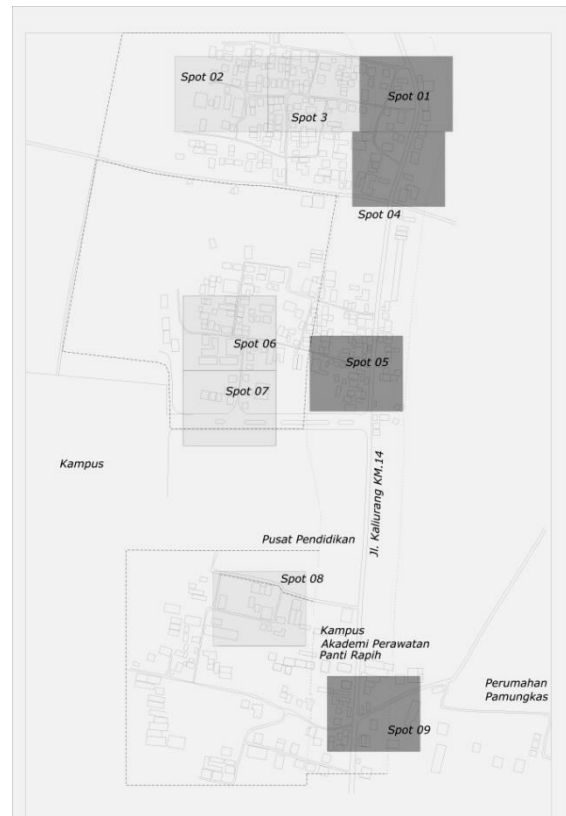 Spot 02
Spot 01
Spot 3
Spot 04
Spot 06
Spot 05
Spot 07
Kampus
Jl. Kaliurang KM.14
Pusat Pendidikan
Spot 08
Kampus
Akademi Perawatan
Panti Rapih
Perumahan
Pamungkas
Spot 09